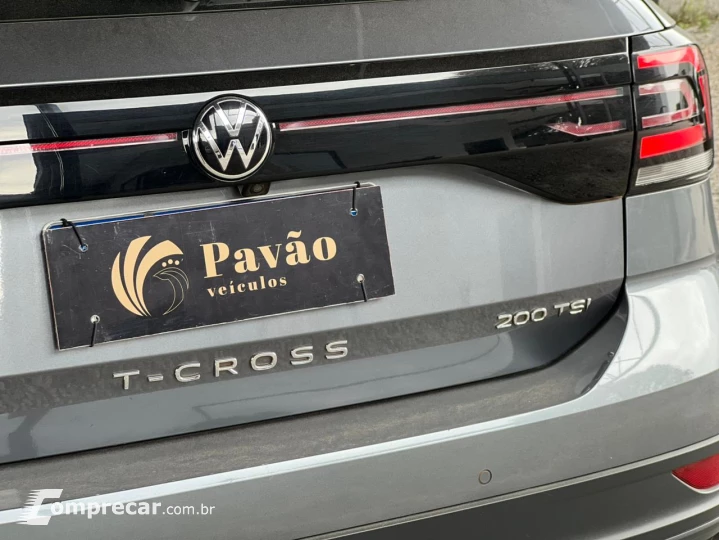 Pavão
veículos
200 TSI
T-CROSS
Comprecar.com.br